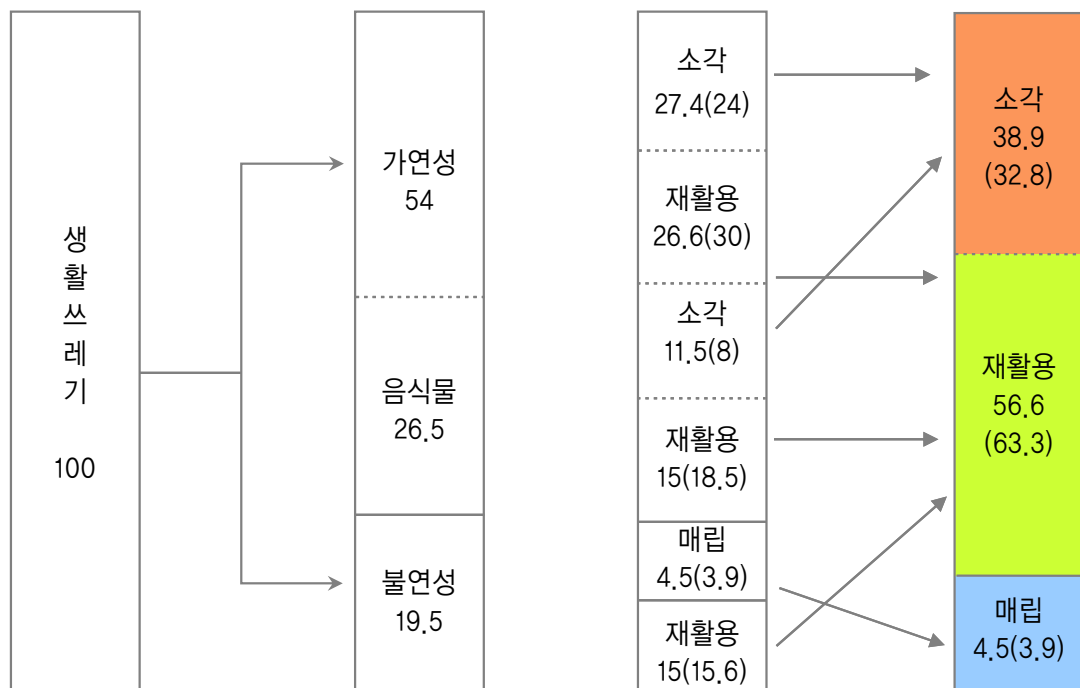 생
활
쓰
레
기
100
가연성
54
음식물
26.5
불연성
19.5
소각
27.4(24)
재활용
26.6(30)
소각
11.5(8)
재활용
15(18.5)
매립
4.5(3.9)
재활용
15(15.6)
소각
38.9
(32.8)
재활용
56.6
(63.3)
매립
4.5(3.9)